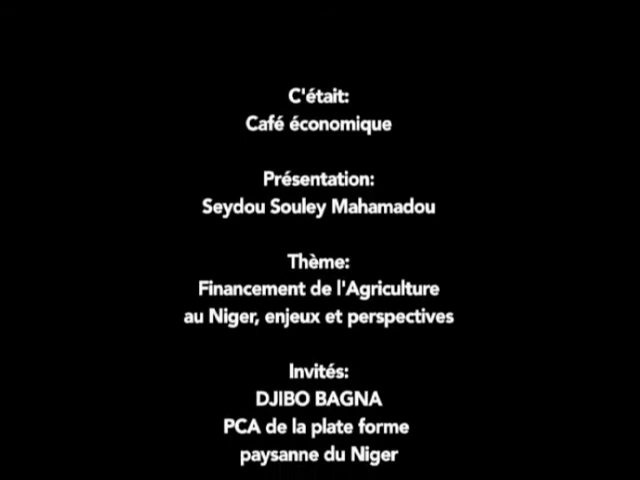 C'était:
Café économique
Présentation:
Seydou Souley Mahamadou
Thème:
Financement de l'Agriculture
au Niger, enjeux et perspectives
Invités:
DJIBO BAGNA
PCA de la plate forme
paysanne du Niger